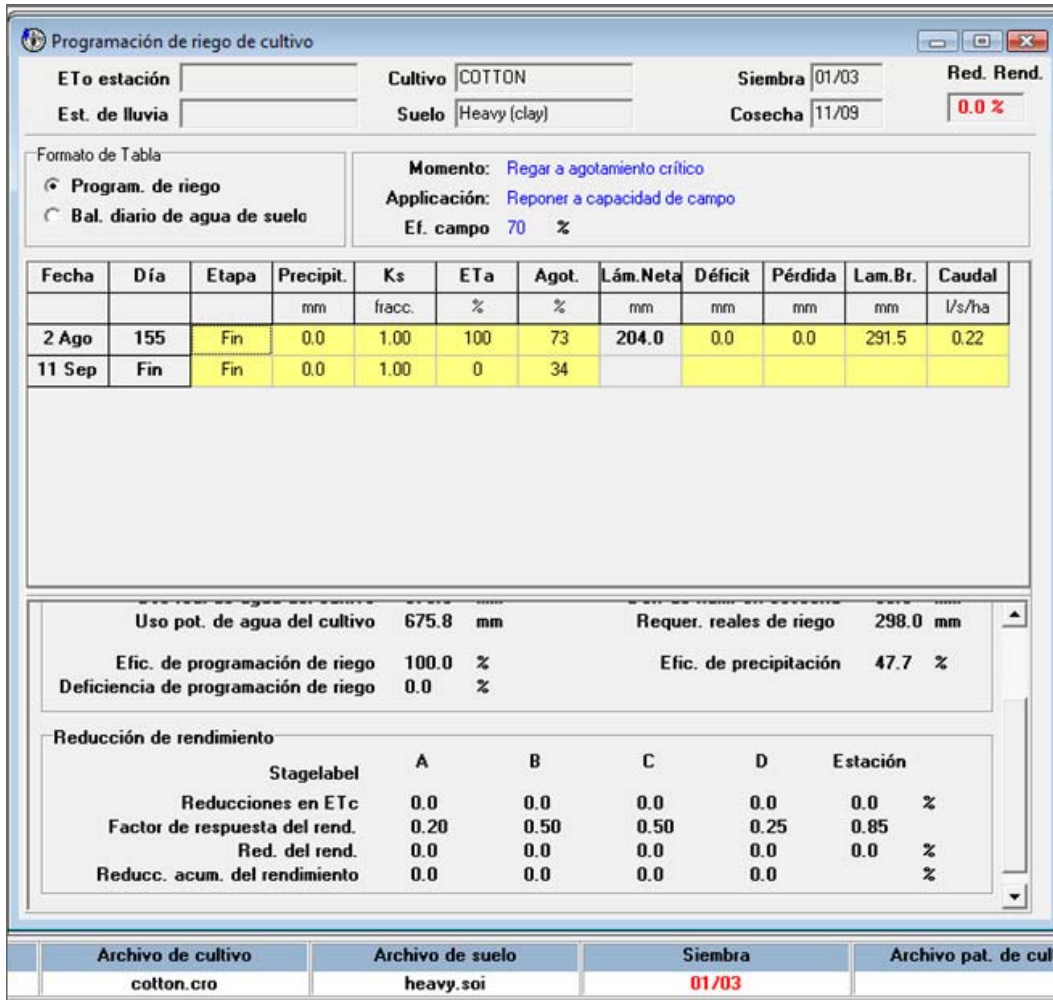 Programación de riego de cultivo
ETo estación Cultivo COTTON Siembra 01/03 Red. Rend.
Est. de lluvia Suelo Heavy (clay) Cosecha 11/09 0.0 %
Formato de Tabla
Program. de riego
Bal. diario de agua de suelo
Momento: Regar a agotamiento crítico
Applicación: Reponer a capacidad de campo
Ef. campo 70 %
Fecha Día Etapa Precipit. Ks ETa Agot. Lám.Neta Déficit Pérdida Lam.Br. Caudal
mm fracc. % % mm mm mm mm l/s/ha
2 Ago 155 Fin 0.0 1.00 100 73 204.0 0.0 0.0 291.5 0.22
11 Sep Fin Fin 0.0 1.00 0 34
Uso pot. de agua del cultivo 675.8 mm Requer. reales de riego 298.0 mm
Efic. de programación de riego 100.0 % Efic. de precipitación 47.7 %
Deficiencia de programación de riego 0.0 %
Reducción de rendimiento
Stagelabel A B C D Estación
Reducciones en ETc 0.0 0.0 0.0 0.0 0.0 %
Factor de respuesta del rend. 0.20 0.50 0.50 0.25 0.85
Red. del rend. 0.0 0.0 0.0 0.0 0.0 %
Reducc. acum. del rendimiento 0.0 0.0 0.0 0.0 %
Archivo de cultivo Archivo de suelo Siembra Archivo pat. de cul
cotton.cro heavy.soi 01/03